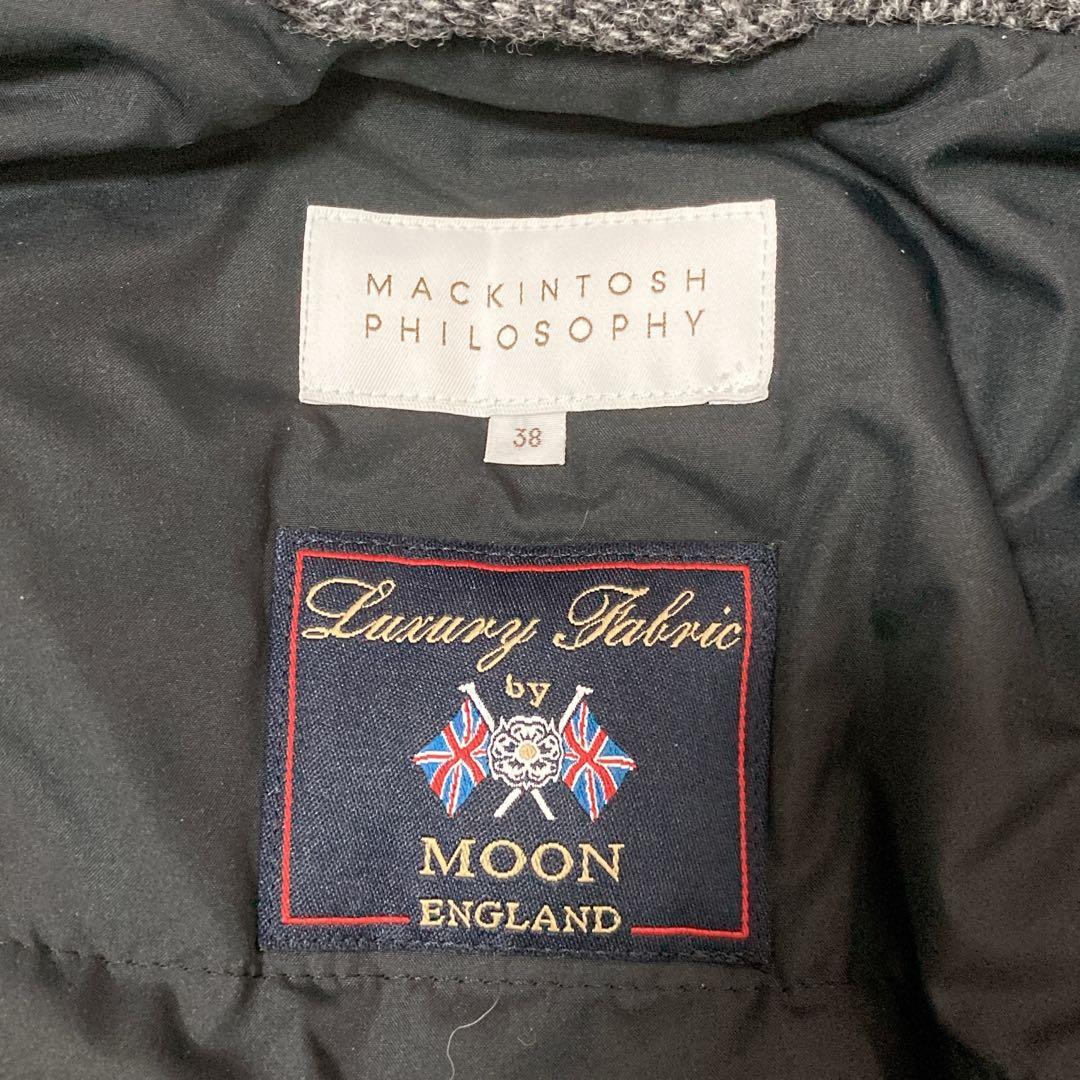 MACKINTOSH
PHILOSOPHY
38
Luxury Fabric
by
MOON
ENGLAND